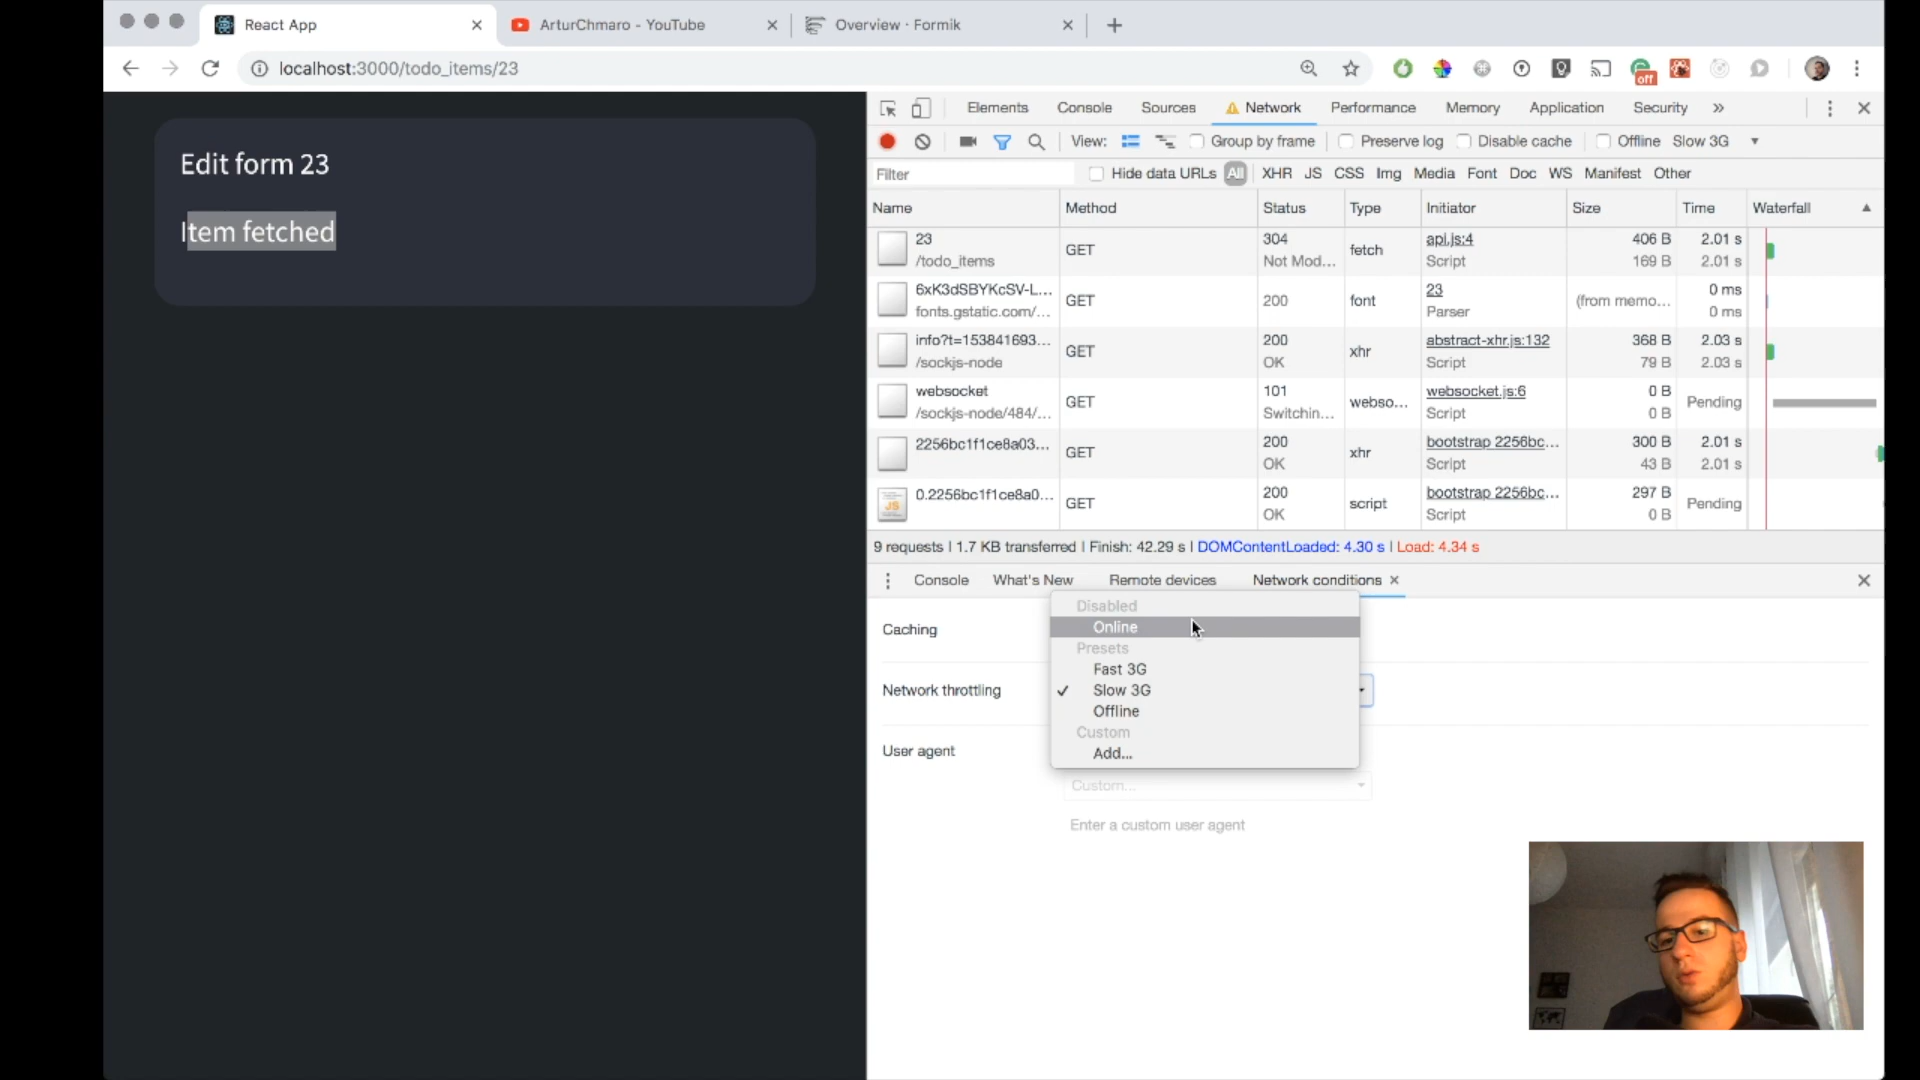 React App
ArturChmaro - YouTube
Overview · Formik
localhost:3000/todo_items/23
off
Edit form 23
Item fetched
Elements Console Sources Network Performance Memory Application Security »
View: Group by frame Preserve log Disable cache Offline Slow 3G
Filter Hide data URLs All XHR JS CSS Img Media Font Doc WS Manifest Other
Name Method Status Type Initiator Size Time Waterfall
23 GET 304 fetch api.js:4 406 B 2.01 s
/todo_items Not Mod... Script 169 B 2.01 s
6xK3dSBYKcSV-L... GET 200 font 23 (from memo... 0 ms
fonts.gstatic.com/... Parser 0 ms
info?t=153841693... GET 200 xhr abstract-xhr.js:132 368 B 2.03 s
/sockjs-node OK Script 79 B 2.03 s
websocket GET 101 webso... websocket.js:6 0 B Pending
/sockjs-node/484/... Switchin... Script 0 B
2256bc1f1ce8a03... GET 200 xhr bootstrap 2256bc... 300 B 2.01 s
OK Script 43 B 2.01 s
0.2256bc1f1ce8a0... GET 200 script bootstrap 2256bc... 297 B Pending
JS OK Script 0 B
9 requests | 1.7 KB transferred | Finish: 42.29 s | DOMContentLoaded: 4.30 s | Load: 4.34 s
Console What's New Remote devices Network conditions
Caching
Network throttling
User agent
Disabled
Online
Presets
Fast 3G
✓ Slow 3G
Offline
Custom
Add...
Custom...
Enter a custom user agent